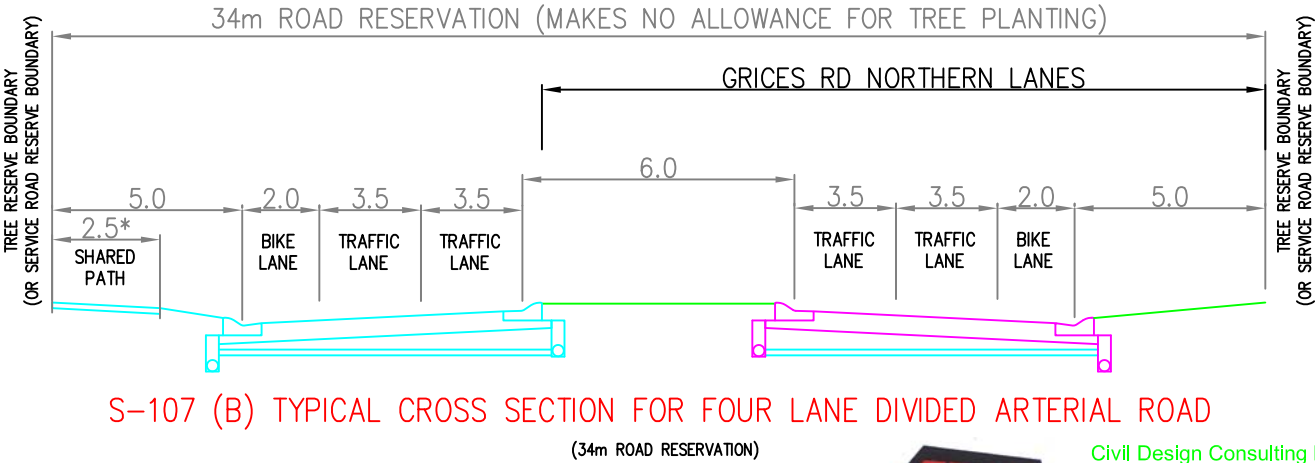 34m ROAD RESERVATION (MAKES NO ALLOWANCE FOR TREE PLANTING)
TREE RESERVE BOUNDARY
(OR SERVICE ROAD RESERVE BOUNDARY)
GRICES RD NORTHERN LANES
TREE RESERVE BOUNDARY
(OR SERVICE ROAD RESERVE BOUNDARY)
6.0
5.0 2.0 3.5 3.5 3.5 3.5 2.0 5.0
2.5*
SHARED
PATH
BIKE
LANE
TRAFFIC
LANE
TRAFFIC
LANE
TRAFFIC
LANE
TRAFFIC
LANE
BIKE
LANE
S-107 (B) TYPICAL CROSS SECTION FOR FOUR LANE DIVIDED ARTERIAL ROAD
(34m ROAD RESERVATION)
Civil Design Consulting